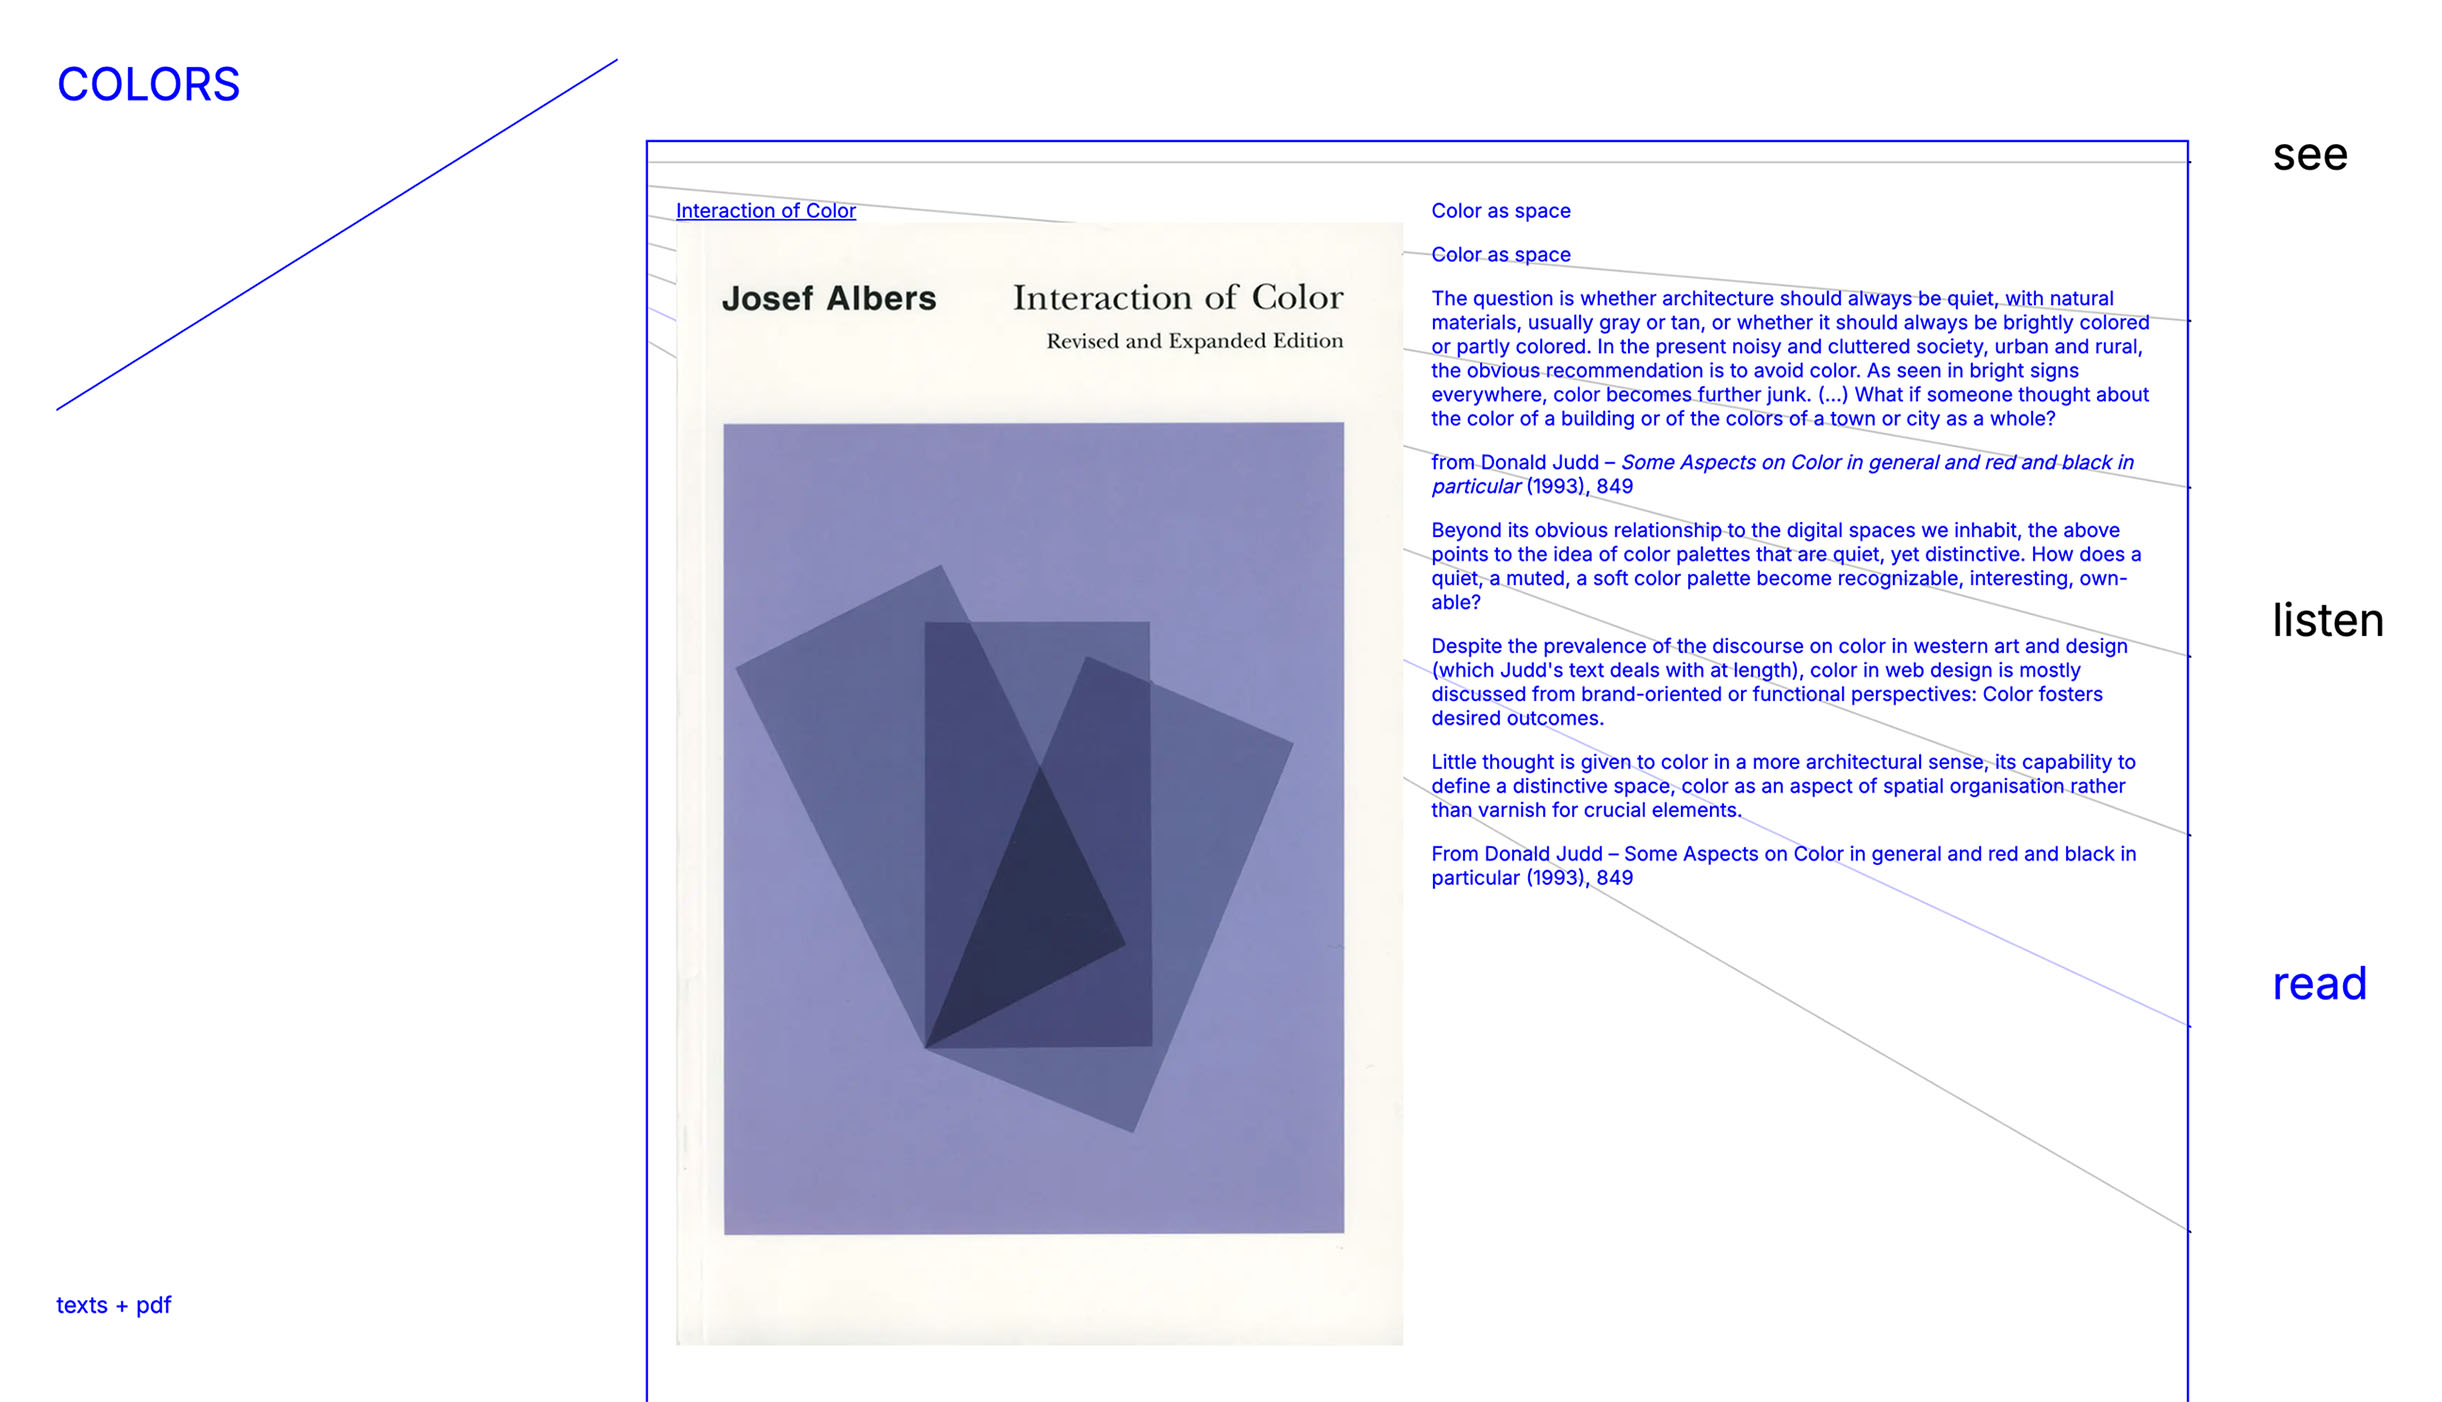 COLORS
see
Interaction of Color
Josef Albers
Interaction of Color
Revised and Expanded Edition
Color as space
Color as space
The question is whether architecture should always be quiet, with natural
materials, usually gray or tan, or whether it should always be brightly colored
or partly colored. In the present noisy and cluttered society, urban and rural,
the obvious recommendation is to avoid color. As seen in bright signs
everywhere, color becomes further junk. (...) What if someone thought about
the color of a building or of the colors of a town or city as a whole?
from Donald Judd – Some Aspects on Color in general and red and black in
particular (1993), 849
Beyond its obvious relationship to the digital spaces we inhabit, the above
points to the idea of color palettes that are quiet, yet distinctive. How does a
quiet, a muted, a soft color palette become recognizable, interesting, own-
able?
Despite the prevalence of the discourse on color in western art and design
(which Judd's text deals with at length), color in web design is mostly
discussed from brand-oriented or functional perspectives: Color fosters
desired outcomes.
Little thought is given to color in a more architectural sense, its capability to
define a distinctive space, color as an aspect of spatial organisation rather
than varnish for crucial elements.
From Donald Judd – Some Aspects on Color in general and red and black in
particular (1993), 849
listen
read
texts + pdf